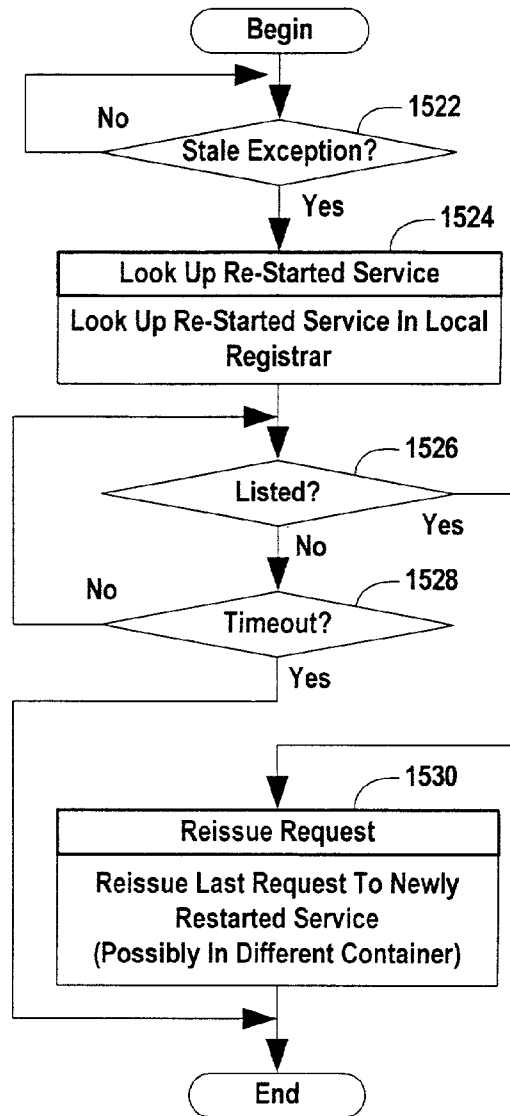 Begin
No
1522
Stale Exception?
Yes
1524
Look Up Re-Started Service
Look Up Re-Started Service In Local
Registrar
1526
Listed?
Yes
No
No
1528
Timeout?
Yes
1530
Reissue Request
Reissue Last Request To Newly
Restarted Service
(Possibly In Different Container)
End